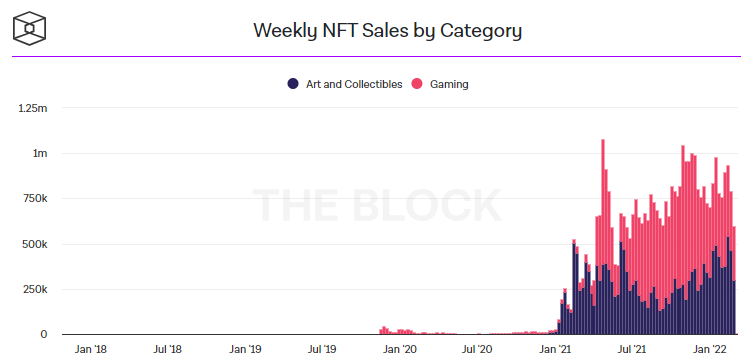 Weekly NFT Sales by Category
Art and Collectibles Gaming
1.25m
1m
750k
THE BLOCK
500k
250k
0
Jan '18 Jul '18 Jan '19 Jul '19 Jan '20 Jul '20 Jan '21 Jul '21 Jan '22